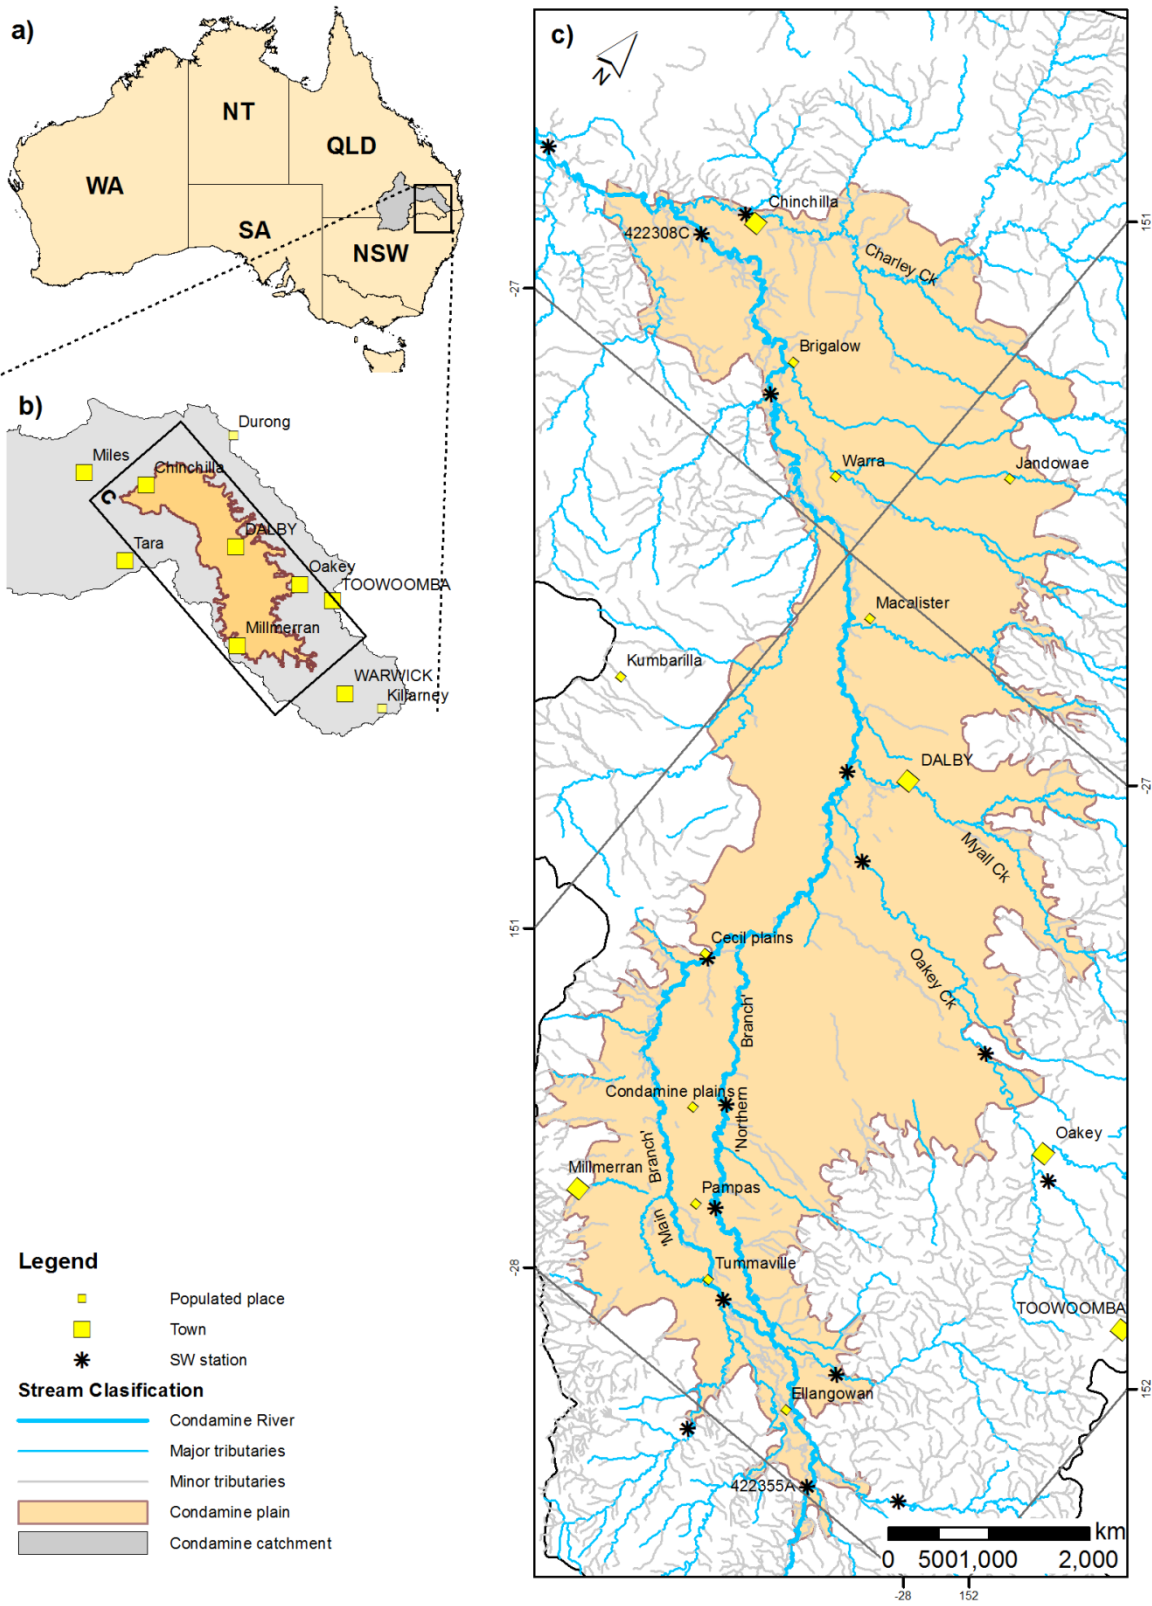 a)
NT
QLD
WA
SA
NSW
b)
Durong
Miles
Chinchilla
C
DALBY
Tara
Oakey
TOOWOOMBA
Millmerran
WARWICK
Killarney
Legend
Populated place
Town
SW station
Stream Clasification
Condamine River
Major tributaries
Minor tributaries
Condamine plain
Condamine catchment
c)
N
Chinchilla
422308C
151
Charley Ck
-27
Brigalow
Warra
Jandowae
Macalister
Kumbarilla
DALBY
-27
Myall Ck
151
Cecil plains
Oakey Ck
'Northern Branch'
Condamine plains
Oakey
Millmerran
'Main Branch'
Pampas
Tummaville
-28
TOOWOOMBA
Ellangowan
152
422355A
km
0 5001,000 2,000
-28 152